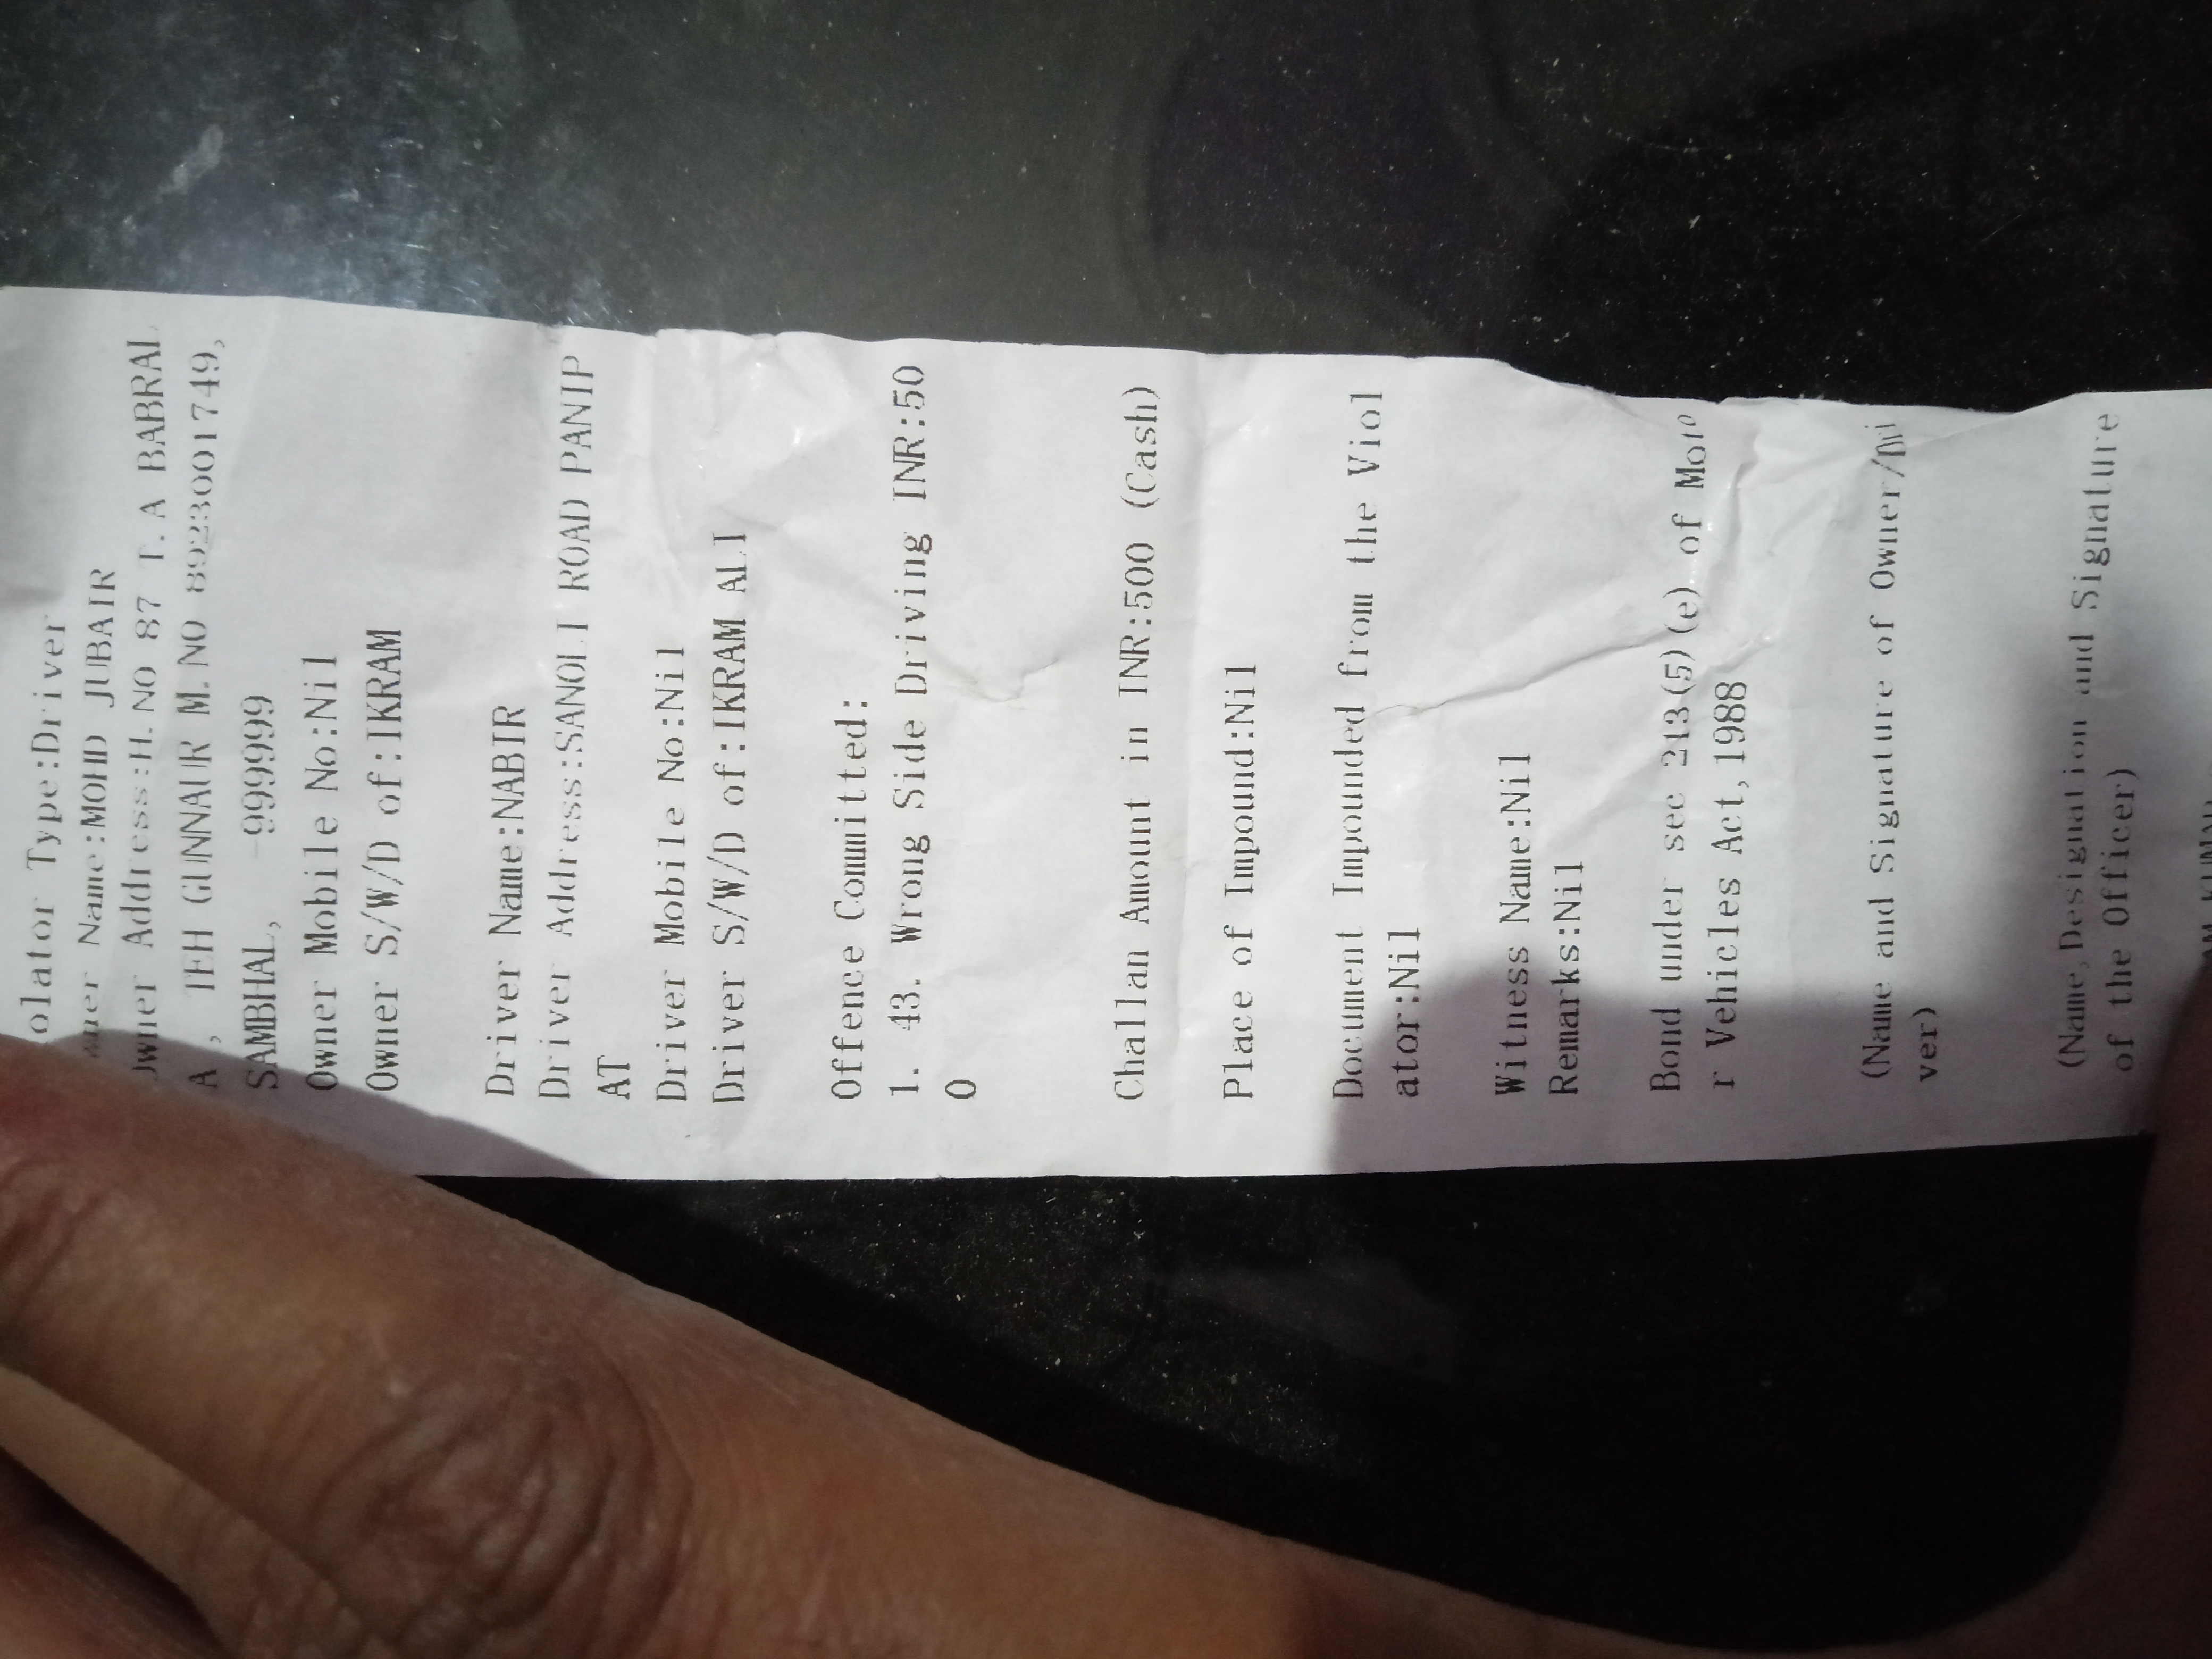 olator Type:Driver
wner Name:MOHD JUBAIR
Owner Address:H.NO 87 T.A BABRAL
A, TEH GUNNAUR M.NO 8923001749,
SAMBHAL, -999999
Owner Mobile No:Nil
Owner S/W/D of:IKRAM
Driver Name:NABIR
Driver Address:SANOLI ROAD PANIP
AT
Driver Mobile No:Nil
Driver S/W/D of:IKRAM ALI
Offence Committed:
1. 43. Wrong Side Driving INR:50
0
Challan Amount in INR:500 (Cash)
Place of Impound:Nil
Document Impounded from the Viol
ator:Nil
Witness Name:Nil
Remarks:Nil
Bond under sec 213(5)(e) of Moto
r Vehicles Act,1988
(Name and Signature of Owner/Dri
ver)
(Name,Designation and Signature
of the Officer)